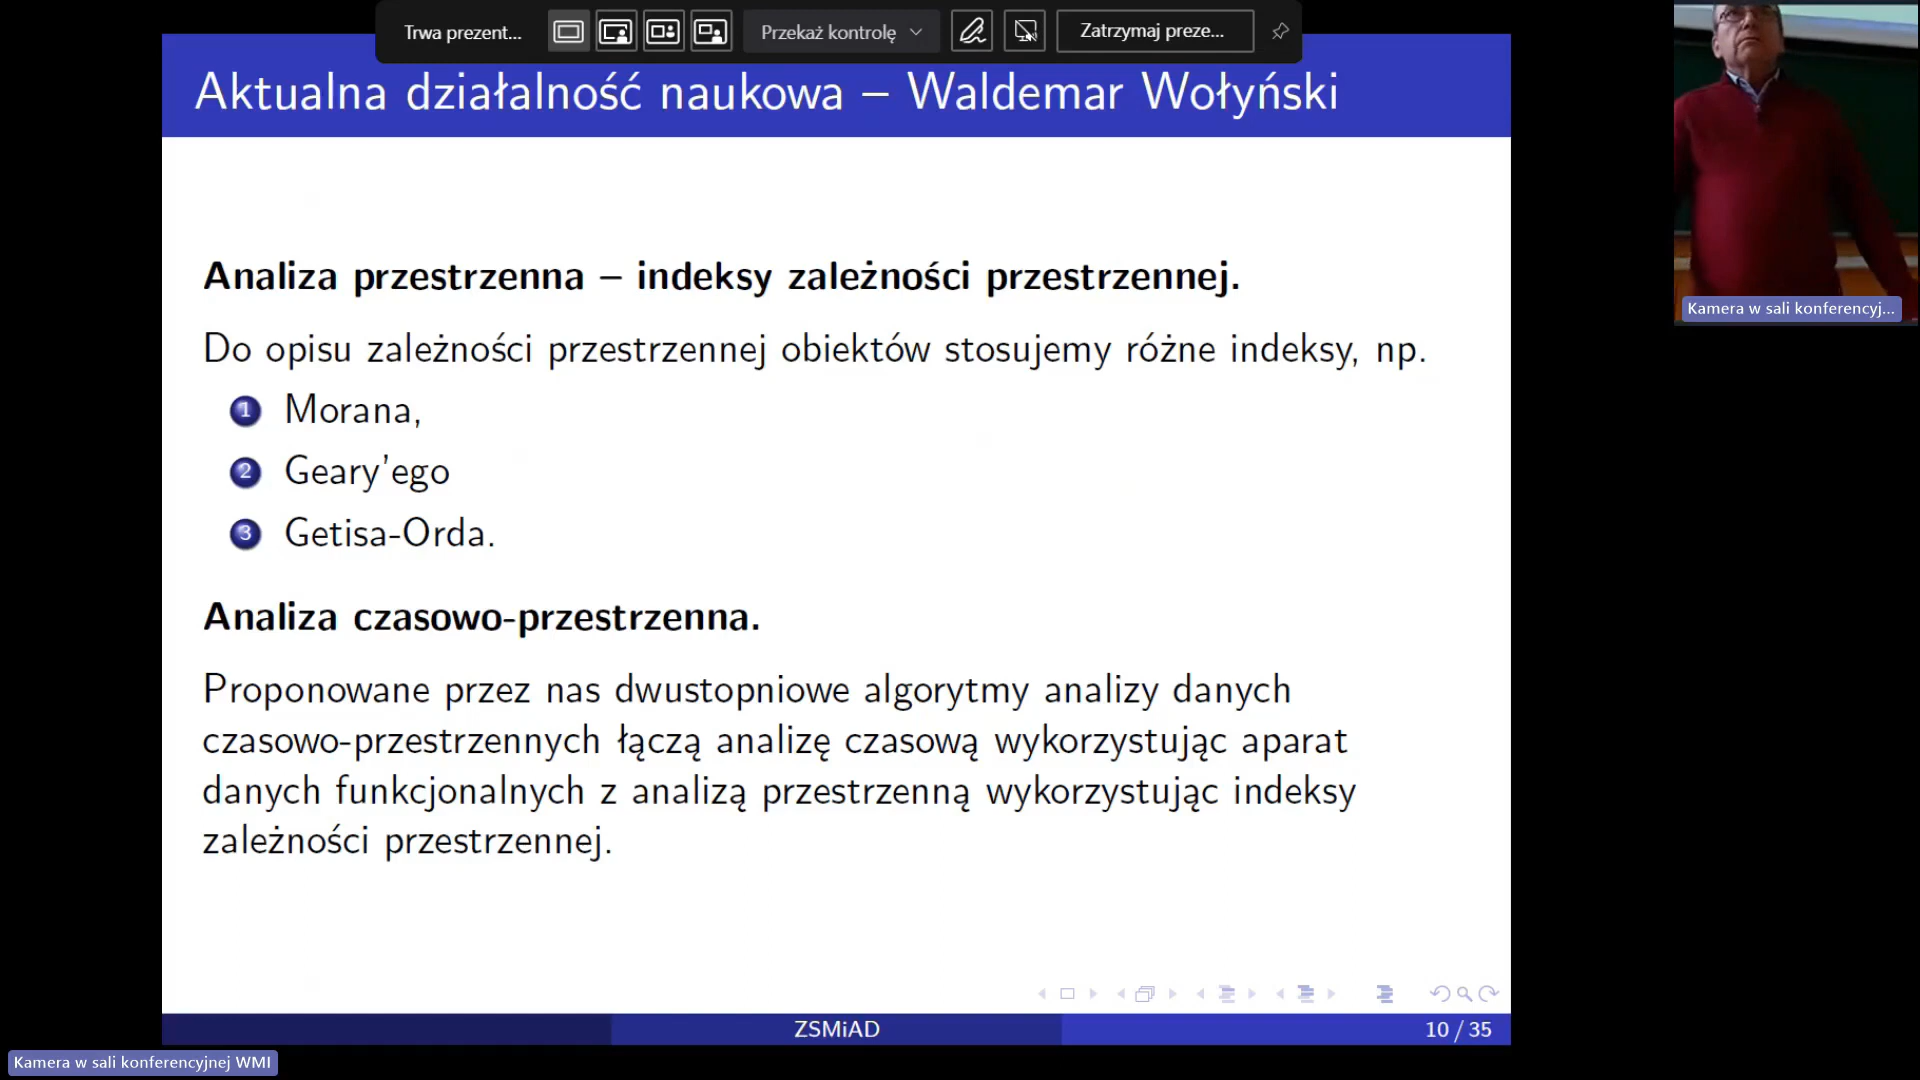 Trwa prezent...
Przekaż kontrolę
Zatrzymaj preze...
Aktualna działalność naukowa – Waldemar Wołyński
Analiza przestrzenna – indeksy zależności przestrzennej.
Do opisu zależności przestrzennej obiektów stosujemy różne indeksy, np.
1 Morana,
2 Geary'ego
3 Getisa-Orda.
Analiza czasowo-przestrzenna.
Proponowane przez nas dwustopniowe algorytmy analizy danych
czasowo-przestrzennych łączą analizę czasową wykorzystując aparat
danych funkcjonalnych z analizą przestrzenną wykorzystując indeksy
zależności przestrzennej.
ZSMiAD
10 / 35
Kamera w sali konferencyj...
Kamera w sali konferencyjnej WMI